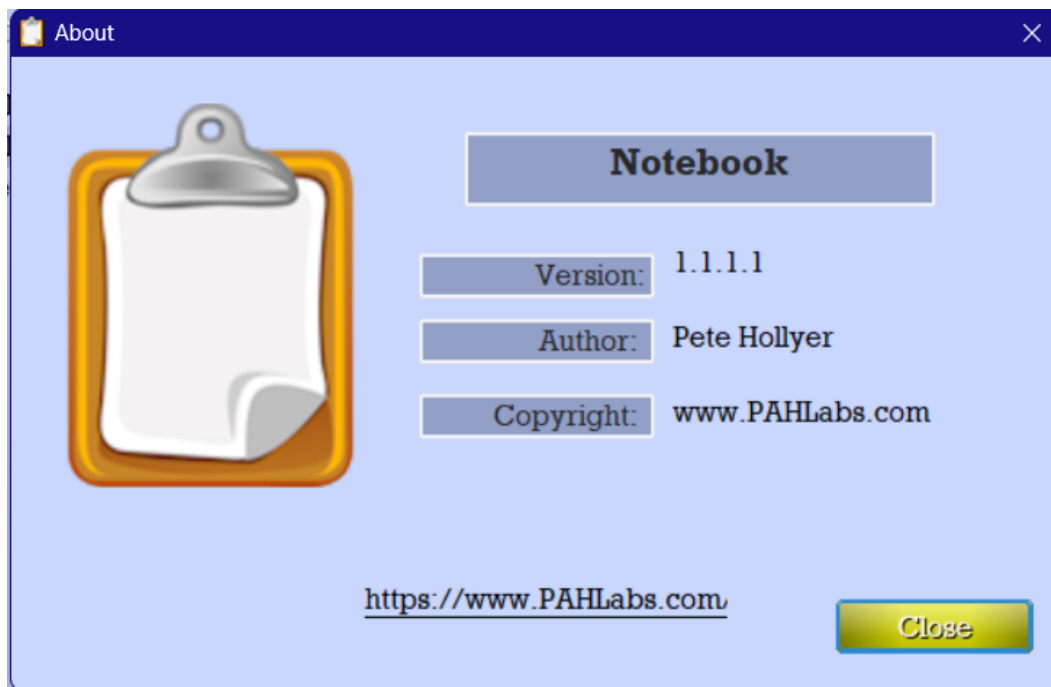 About
Notebook
Version: 1.1.1.1
Author: Pete Hollyer
Copyright: www.PAHLabs.com
https://www.PAHLabs.com/
Close